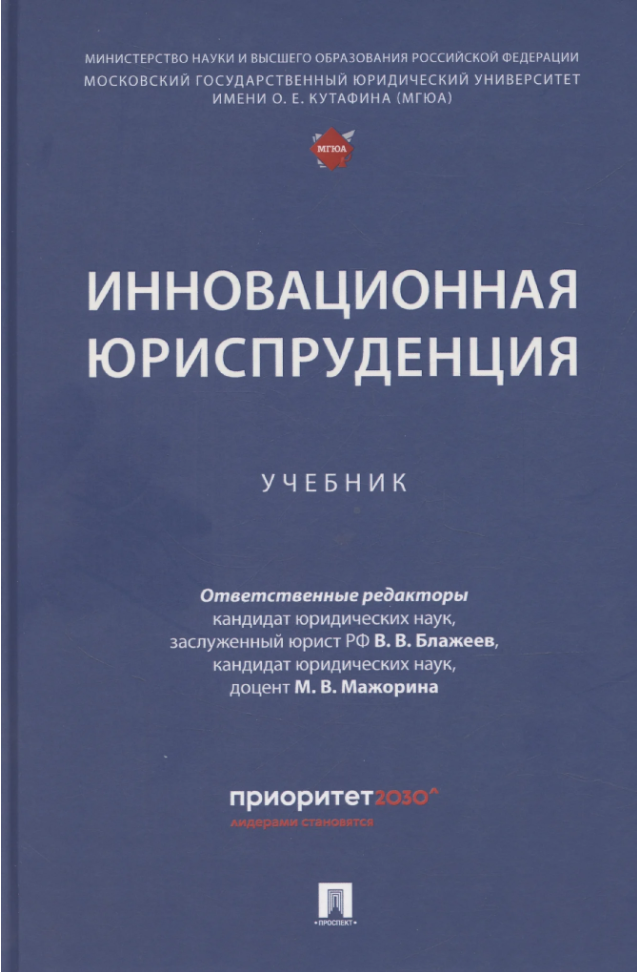 МИНИСТЕРСТВО НАУКИ И ВЫСШЕГО ОБРАЗОВАНИЯ РОССИЙСКОЙ ФЕДЕРАЦИИ
МОСКОВСКИЙ ГОСУДАРСТВЕННЫЙ ЮРИДИЧЕСКИЙ УНИВЕРСИТЕТ
ИМЕНИ О. Е. КУТАФИНА (МГЮА)
МГЮА
ИННОВАЦИОННАЯ
ЮРИСПРУДЕНЦИЯ
УЧЕБНИК
Ответственные редакторы
кандидат юридических наук,
заслуженный юрист РФ В. В. Блажеев,
кандидат юридических наук,
доцент М. В. Мажорина
приоритет2030^
лидерами становятся
•ПРОСПЕКТ•